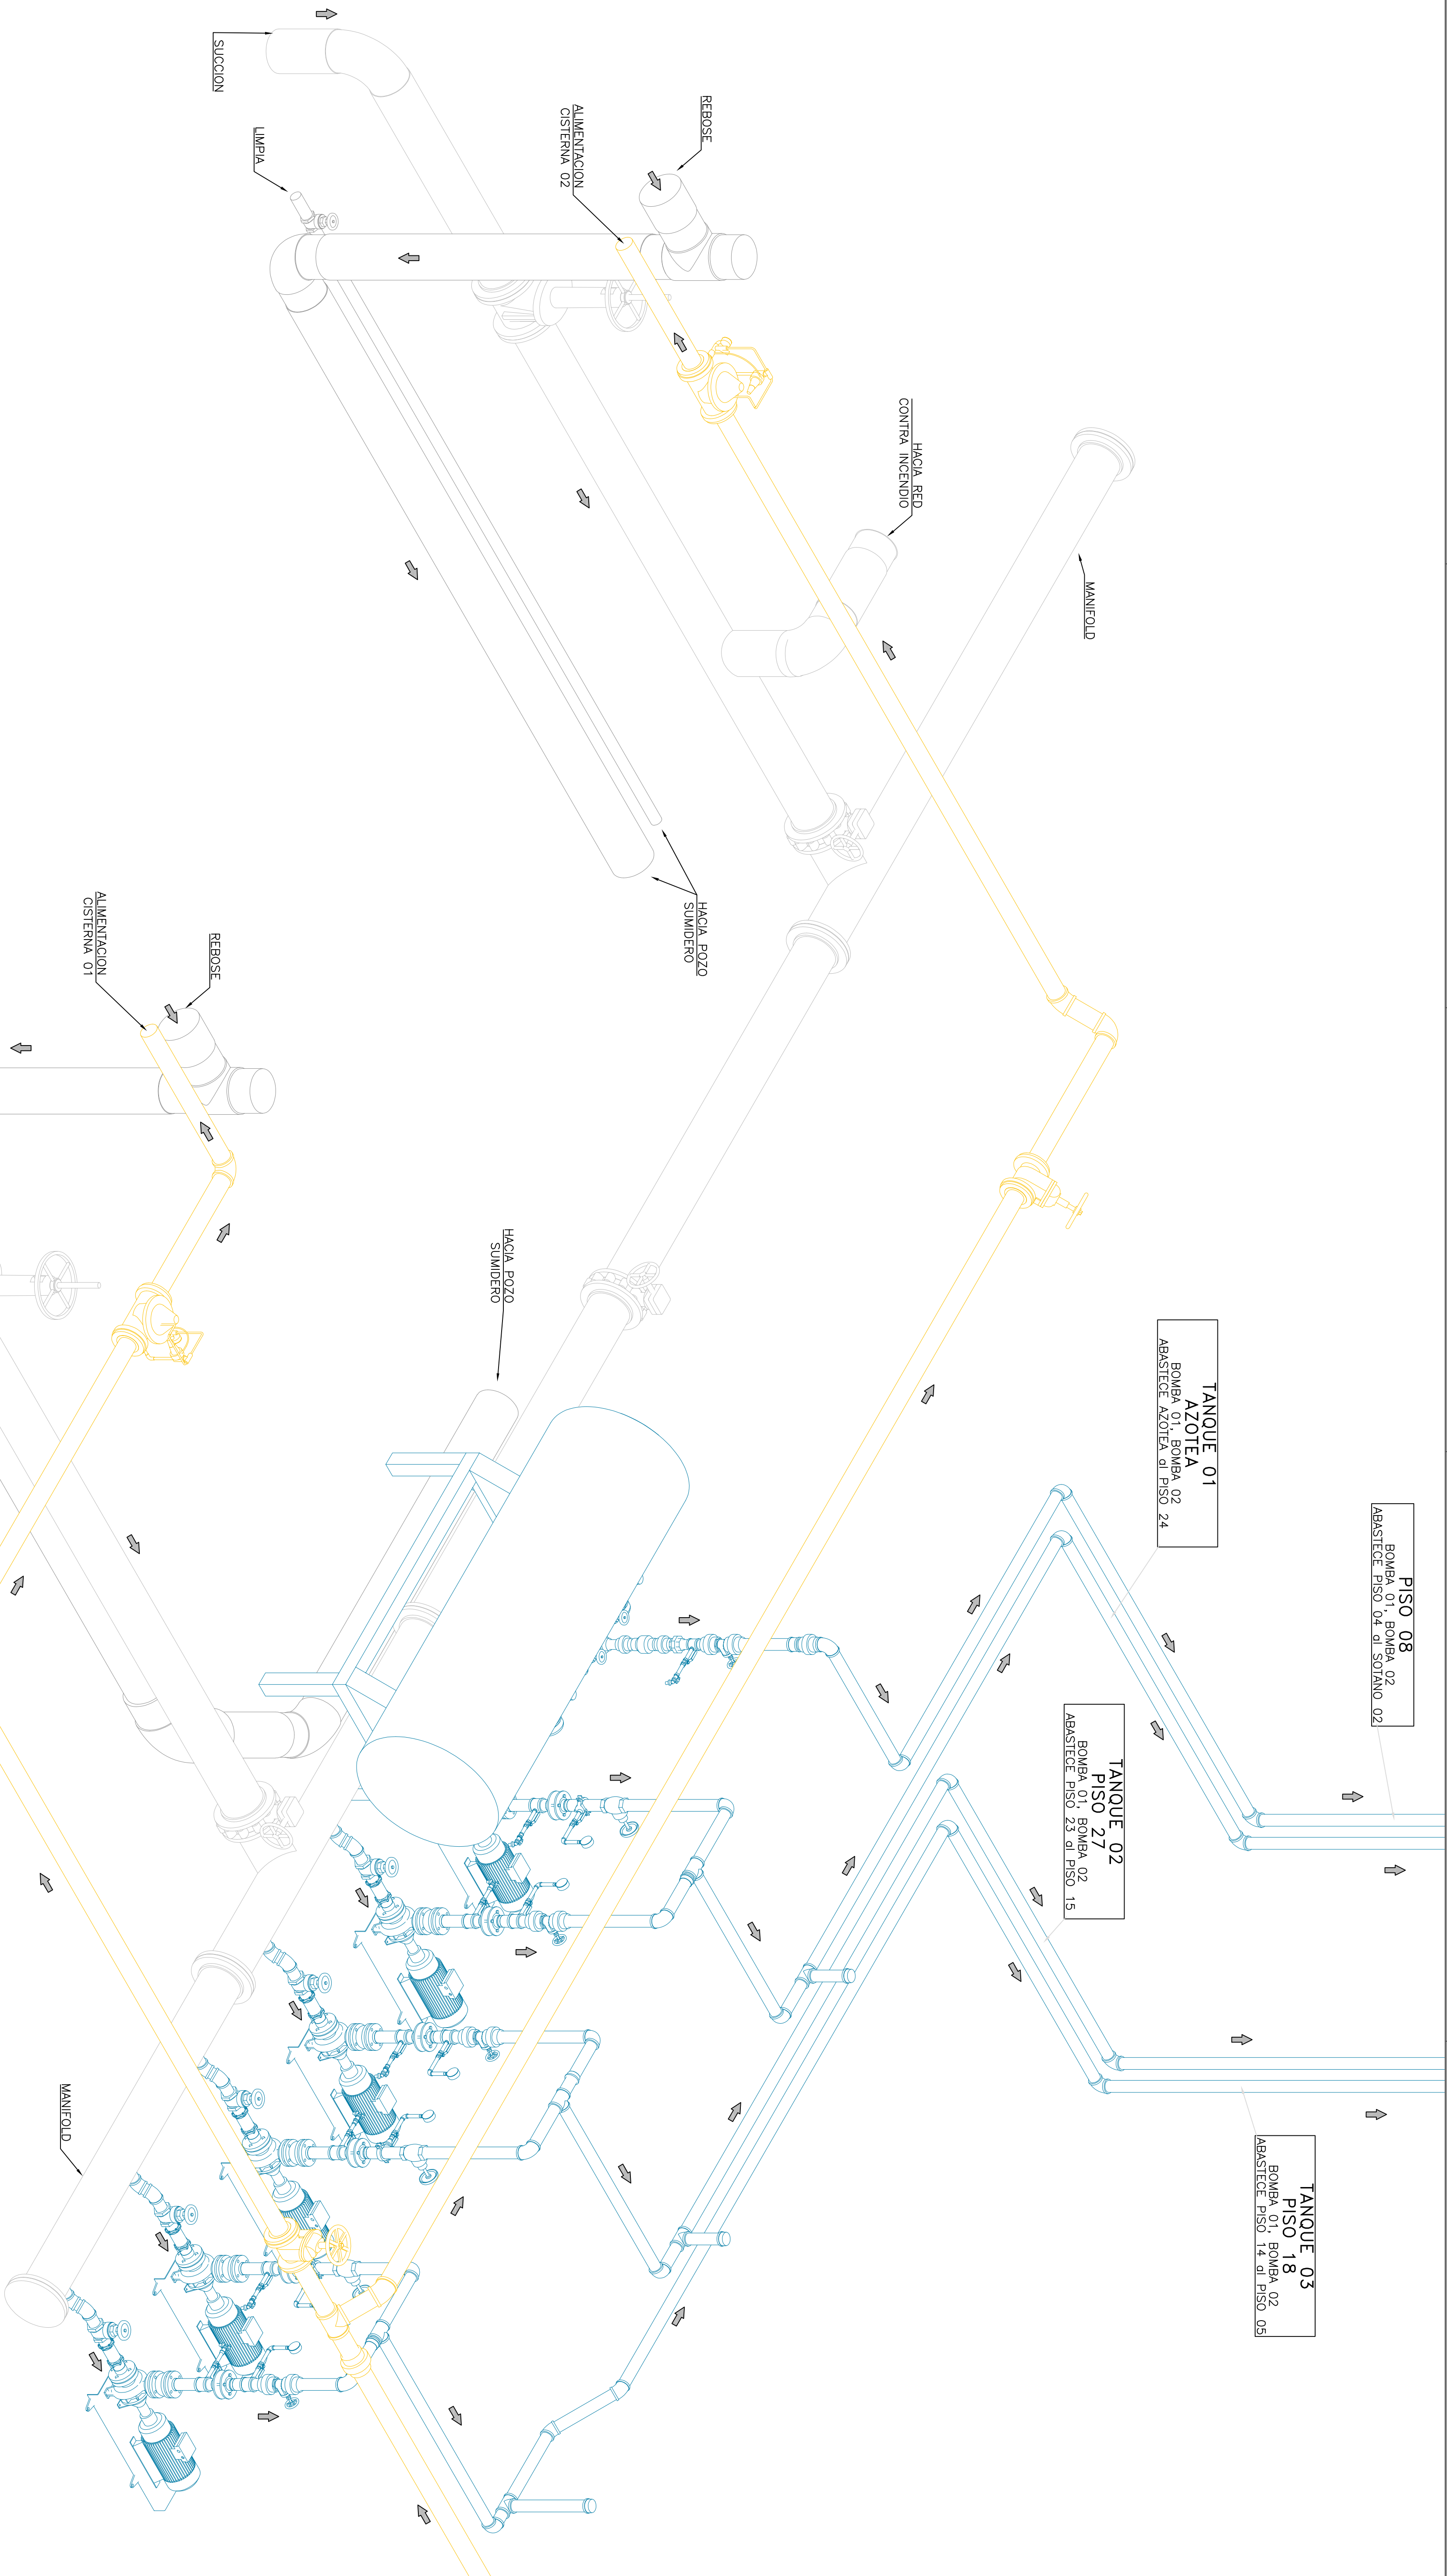 SUCCION
LIMPIA
ALIMENTACION
CISTERNA 02
REBOSE
HACIA RED
CONTRA INCENDIO
MANIFOLD
HACIA POZO
SUMIDERO
ALIMENTACION
CISTERNA 01
REBOSE
HACIA POZO
SUMIDERO
TANQUE 01
AZOTEA
BOMBA 01, BOMBA 02
ABASTECE AZOTEA al PISO 24
PISO 08
BOMBA 01, BOMBA 02
ABASTECE PISO 04 al SOTANO 02
TANQUE 02
PISO 27
BOMBA 01, BOMBA 02
ABASTECE PISO 23 al PISO 15
TANQUE 03
PISO 18
BOMBA 01, BOMBA 02
ABASTECE PISO 14 al PISO 05
MANIFOLD